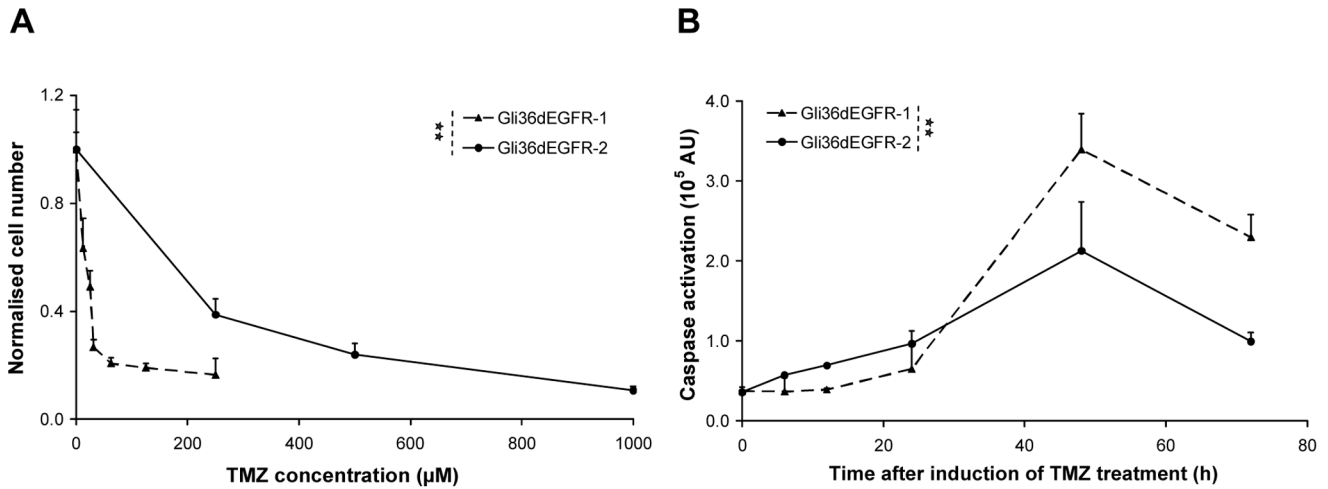 A
Normalised cell number
1.2
0.8
0.4
0.0
0
200
400
600
800
1000
TMZ concentration (µM)
Gli36dEGFR-1
Gli36dEGFR-2
**
B
Caspase activation (10⁵ AU)
4.0
3.0
2.0
1.0
0.0
0
20
40
60
80
Time after induction of TMZ treatment (h)
Gli36dEGFR-1
Gli36dEGFR-2
**